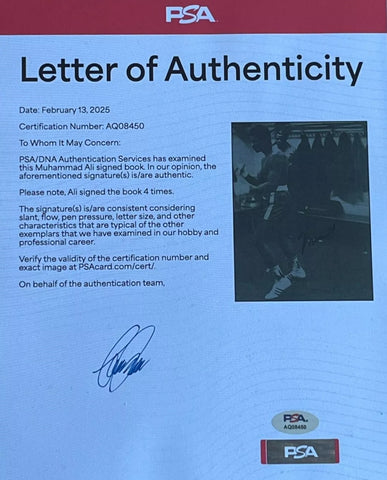 PSA
Letter of Authenticity
Date: February 13, 2025
Certification Number: AQ08450
To Whom It May Concern:
PSA/DNA Authentication Services has examined
this Muhammad Ali signed book. In our opinion, the
aforementioned signature(s) is/are authentic.
Please note, Ali signed the book 4 times.
The signature(s) is/are consistent considering
slant, flow, pen pressure, letter size, and other
characteristics that are typical of the other
exemplars that we have examined in our hobby and
professional career.
Verify the validity of the certification number and
exact image at PSAcard.com/cert/.
On behalf of the authentication team,
PSA
AQ08450
PSA